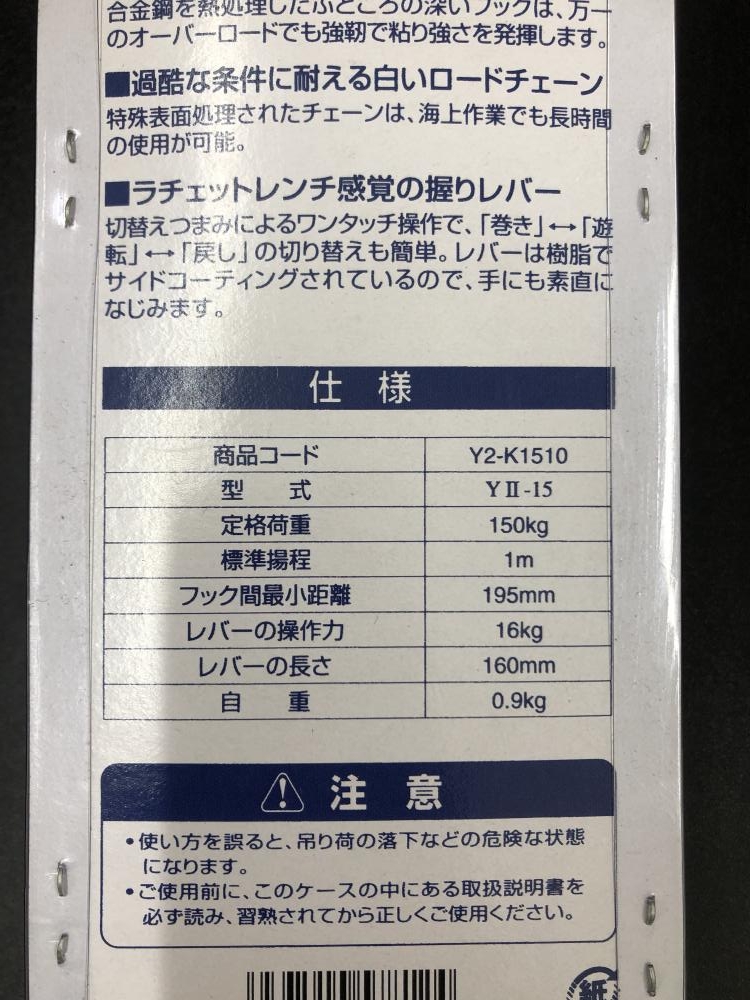 合金鋼を熱処理したふところの深いフックは、万一
のオーバーロードでも強靭で粘り強さを発揮します。
■過酷な条件に耐える白いロードチェーン
特殊表面処理されたチェーンは、海上作業でも長時間
の使用が可能。
■ラチェットレンチ感覚の握りレバー
切替えつまみによるワンタッチ操作で、「巻き」↔「遊
転」↔「戻し」の切り替えも簡単。レバーは樹脂で
サイドコーティングされているので、手にも素直に
なじみます。
仕 様
商品コード Y2-K1510
型 式 YⅡ-15
定格荷重 150kg
標準揚程 1m
フック間最小距離 195mm
レバーの操作力 16kg
レバーの長さ 160mm
自 重 0.9kg
注 意
・使い方を誤ると、吊り荷の落下などの危険な状態
になります。
・ご使用前に、このケースの中にある取扱説明書を
必ず読み、習熟されてから正しくご使用ください。
紙